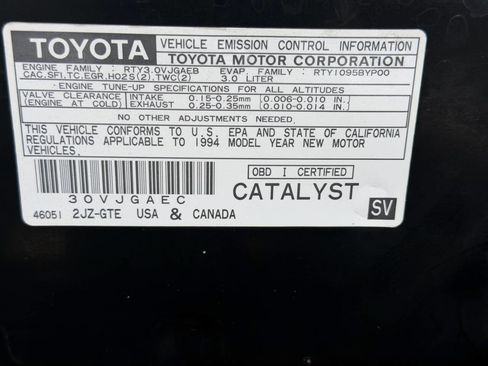 TOYOTA
VEHICLE EMISSION CONTROL INFORMATION
TOYOTA MOTOR CORPORATION
ENGINE FAMILY : RTY3.0VJGAEB EVAP. FAMILY : RTY1095BYP00
CAC,SFI,TC,EGR,HO2S(2),TWC(2) 3.0 LITER
ENGINE TUNE-UP SPECIFICATIONS FOR ALL ALTITUDES
VALVE CLEARANCE INTAKE 0.15-0.25mm (0.006-0.010 IN.)
(ENGINE AT COLD) EXHAUST 0.25-0.35mm (0.010-0.014 IN.)
NO OTHER ADJUSTMENTS NEEDED.
THIS VEHICLE CONFORMS TO U.S. EPA AND STATE OF CALIFORNIA
REGULATIONS APPLICABLE TO 1994 MODEL YEAR NEW MOTOR
VEHICLES.
OBD I CERTIFIED
CATALYST
30VJGAEC
SV
46051 2JZ-GTE USA & CANADA